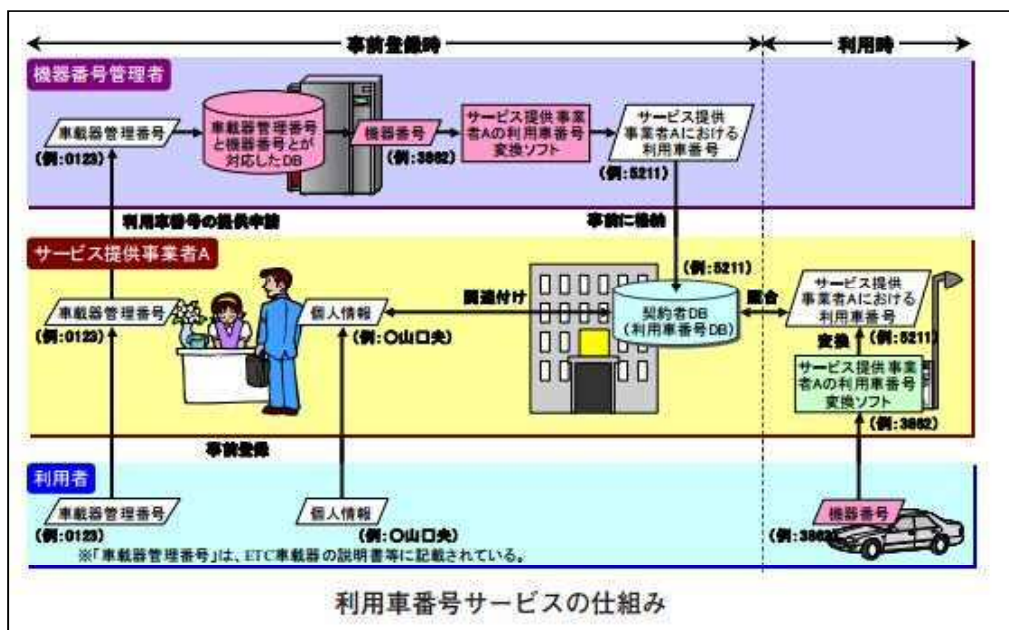 事前登録時
利用時
機器番号管理者
車載器管理番号
(例:0123)
車載器管理番号
と機器番号とが
対応したDB
機器番号
(例:3862)
サービス提供事業
者Aの利用車番号
変換ソフト
サービス提供
事業者Aにおける
利用車番号
(例:5211)
利用車番号の提供申請
事前に格納
サービス提供事業者A
車載器管理番号
(例:0123)
個人情報
(例:〇山口夫)
関連付け
(例:5211)
契約者DB
(利用車番号DB)
照合
サービス提供
事業者Aにおける
利用車番号
変換
(例:5211)
サービス提供事業
者Aの利用車番号
変換ソフト
(例:3862)
事前登録
利用者
車載器管理番号
(例:0123)
個人情報
(例:〇山口夫)
機器番号
(例:3862)
※「車載器管理番号」は、ETC車載器の説明書等に記載されている。
利用車番号サービスの仕組み